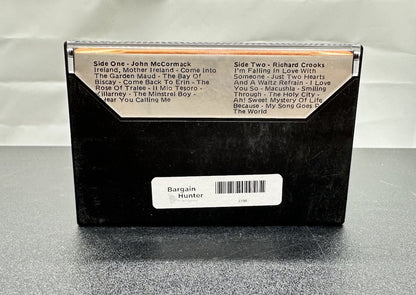 Side One - John McCormack
Ireland, Mother Ireland - Come Into
The Garden Maud - The Bay Of
Biscay - Come Back To Erin - The
Rose Of Tralee - Il Mio Tesoro -
Killarney - The Minstrel Boy -
Hear You Calling Me
Side Two - Richard Crooks
I'm Falling In Love With
Someone - Just Two Hearts
And A Waltz Refrain - I Love
You So - Macushla - Smiling
Through - The Holy City -
Ah! Sweet Mystery Of Life
Because - My Song Goes
The World
Bargain
Hunter